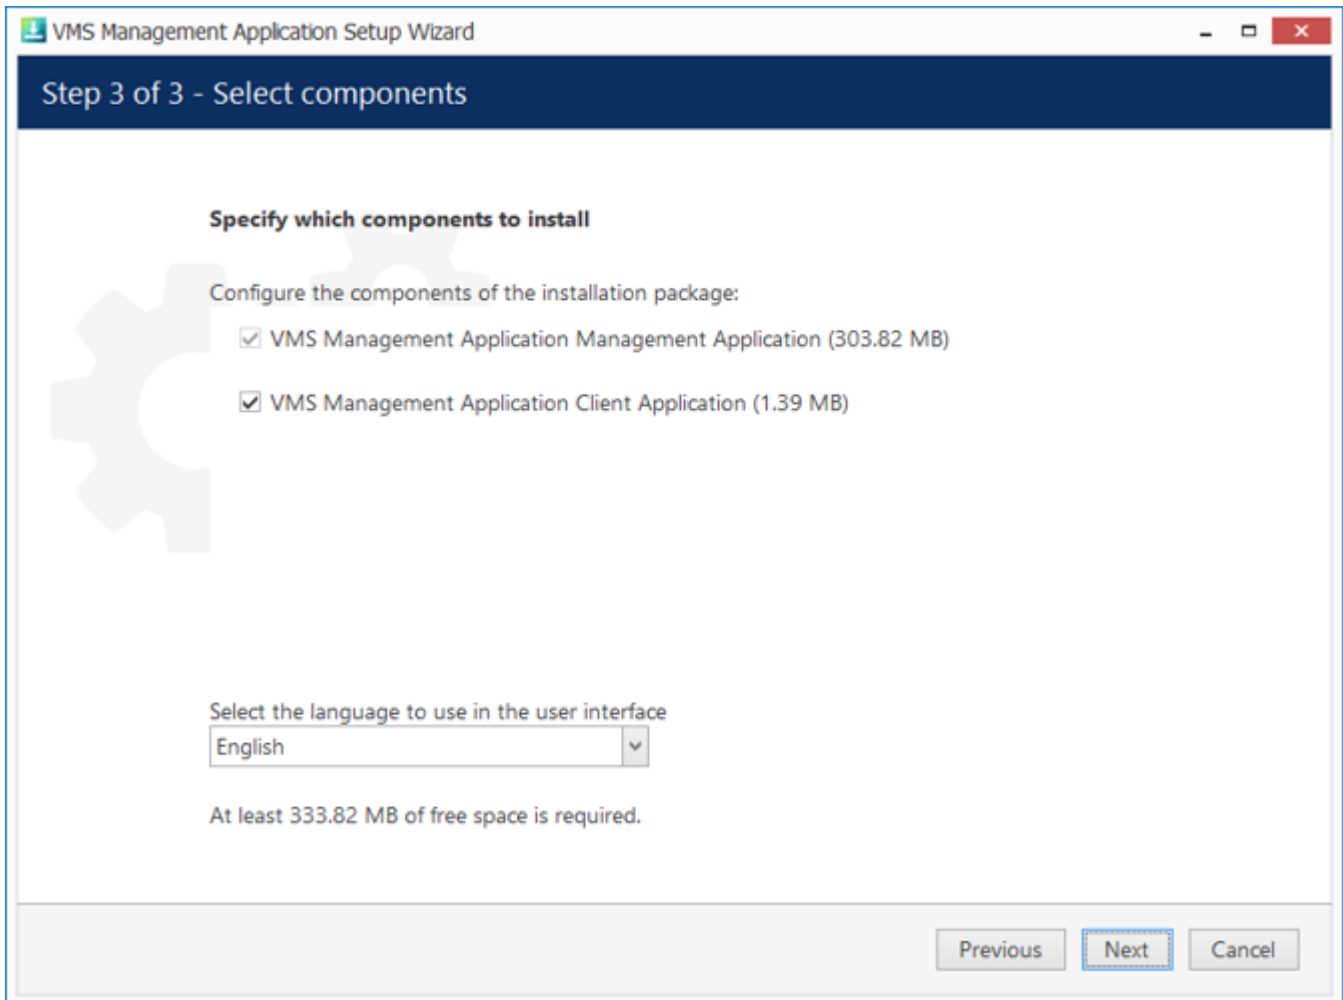 VMS Management Application Setup Wizard
Step 3 of 3 - Select components
Specify which components to install
Configure the components of the installation package:
VMS Management Application Management Application (303.82 MB)
VMS Management Application Client Application (1.39 MB)
Select the language to use in the user interface
English
At least 333.82 MB of free space is required.
Previous Next Cancel